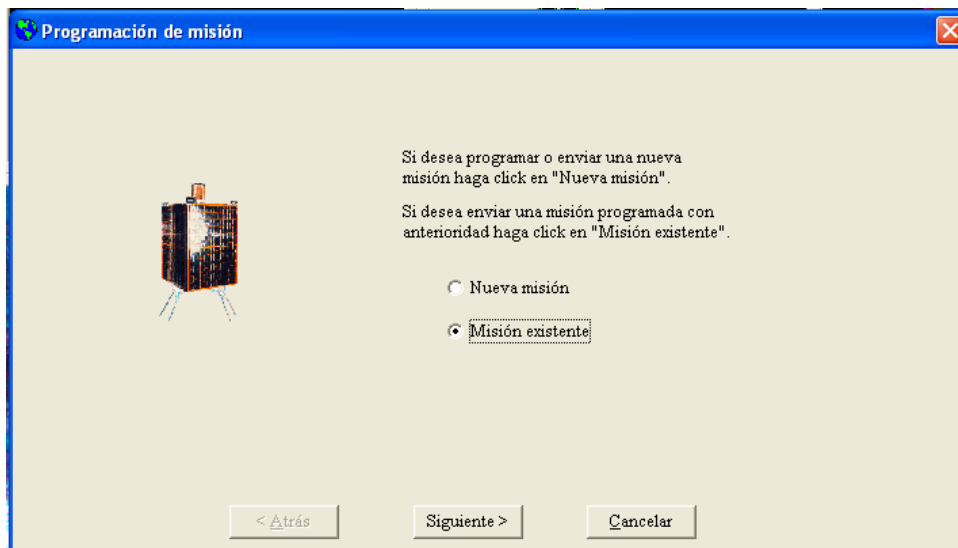 Programación de misión
Si desea programar o enviar una nueva
misión haga click en "Nueva misión".
Si desea enviar una misión programada con
anterioridad haga click en "Misión existente".
Nueva misión
Misión existente
< Atrás
Siguiente >
Cancelar